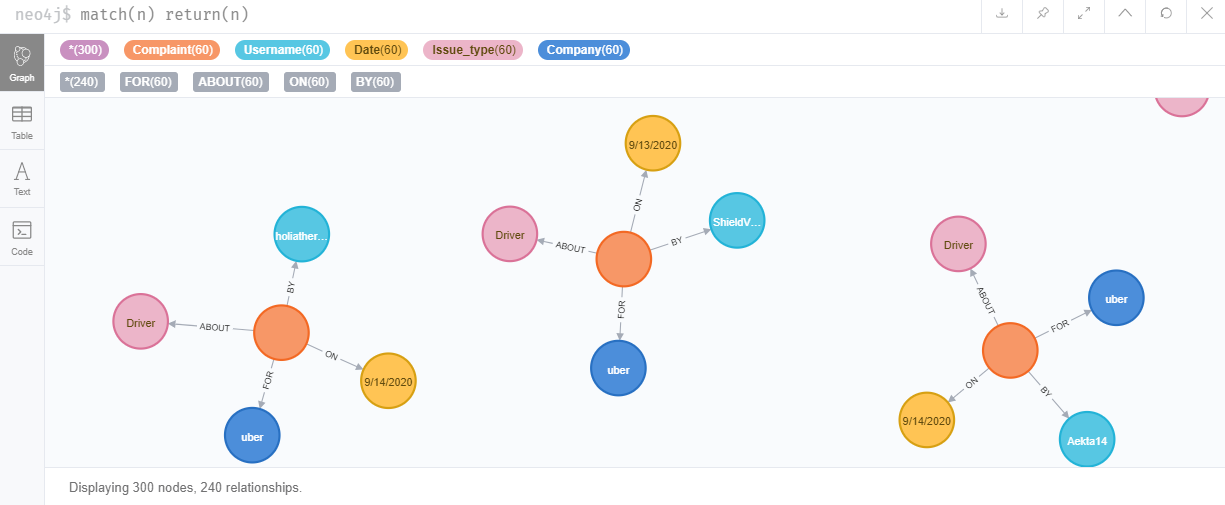 neo4j$ match(n) return(n)
*(300) Complaint(60) Username(60) Date(60) Issue_type(60) Company(60)
*(240) FOR(60) ABOUT(60) ON(60) BY(60)
Graph
Table
Text
Code
holiather...
BY
Driver
ABOUT
ON
9/14/2020
FOR
uber
9/13/2020
ON
ShieldV...
BY
Driver
ABOUT
FOR
uber
Driver
ABOUT
uber
FOR
ON
9/14/2020
BY
Aekta14
Displaying 300 nodes, 240 relationships.